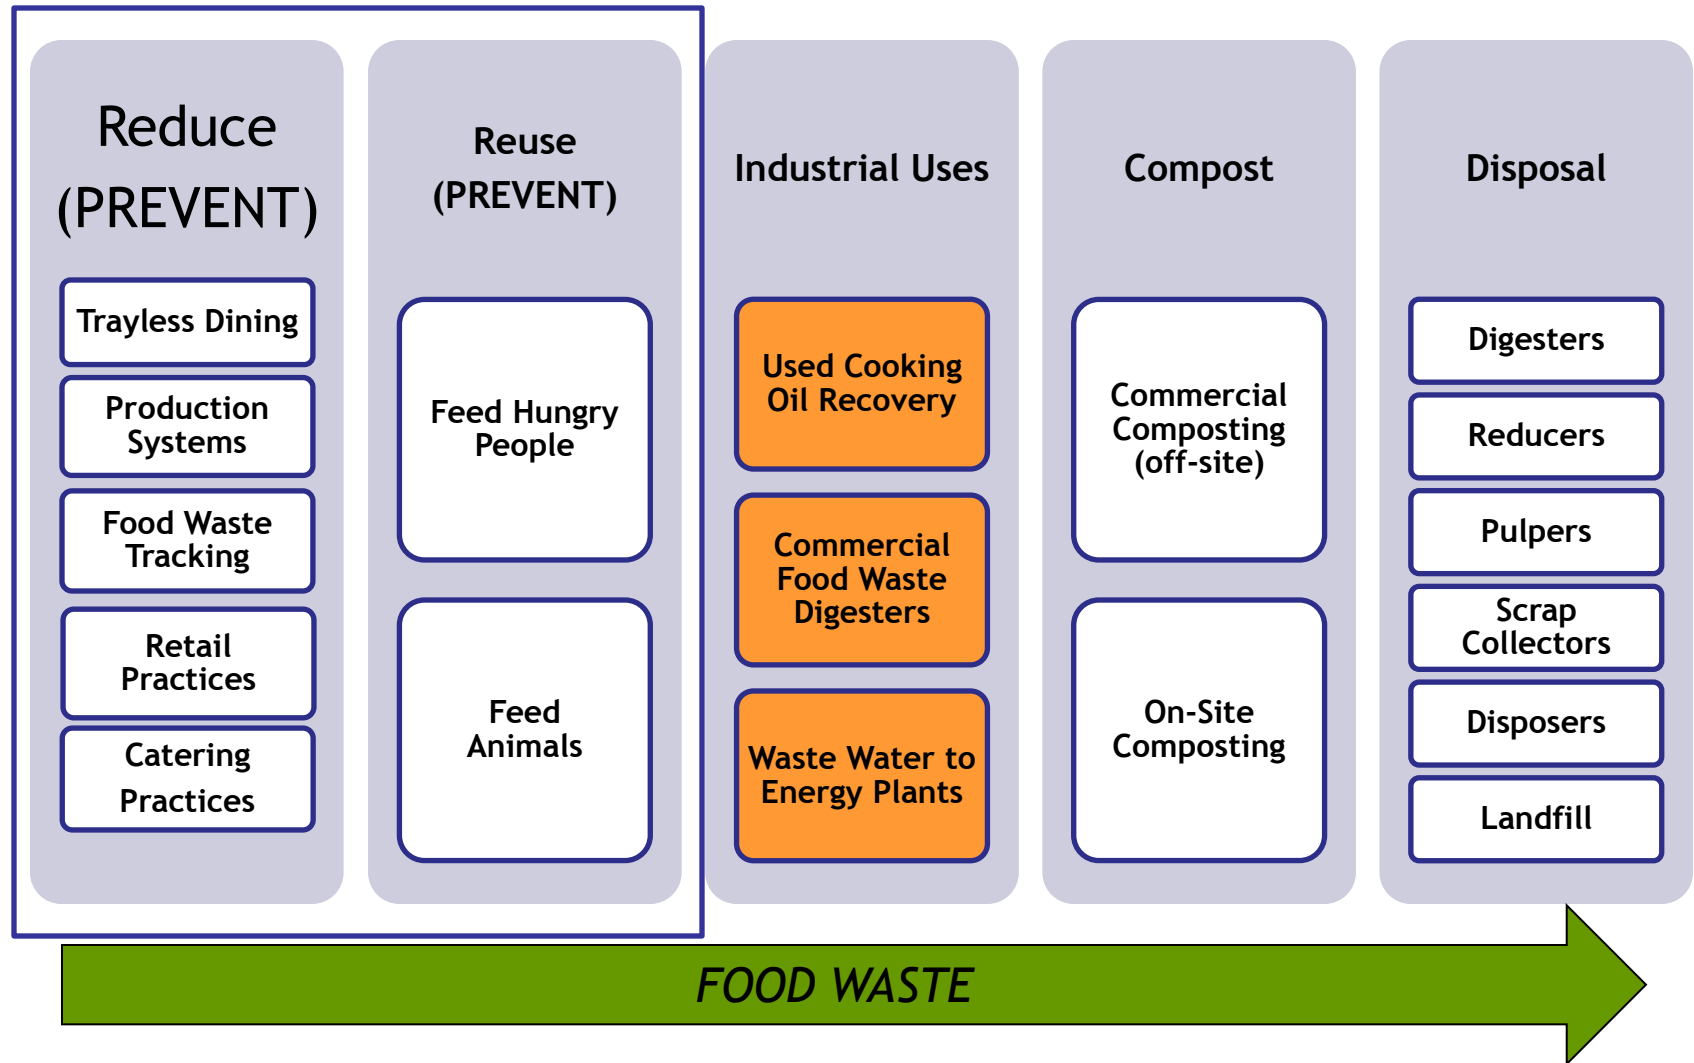 Reduce
(PREVENT)
Trayless Dining
Production
Systems
Food Waste
Tracking
Retail
Practices
Catering
Practices
Reuse
(PREVENT)
Feed Hungry
People
Feed
Animals
Industrial Uses
Used Cooking
Oil Recovery
Commercial
Food Waste
Digesters
Waste Water to
Energy Plants
Compost
Commercial
Composting
(off-site)
On-Site
Composting
Disposal
Digesters
Reducers
Pulpers
Scrap
Collectors
Disposers
Landfill
FOOD WASTE